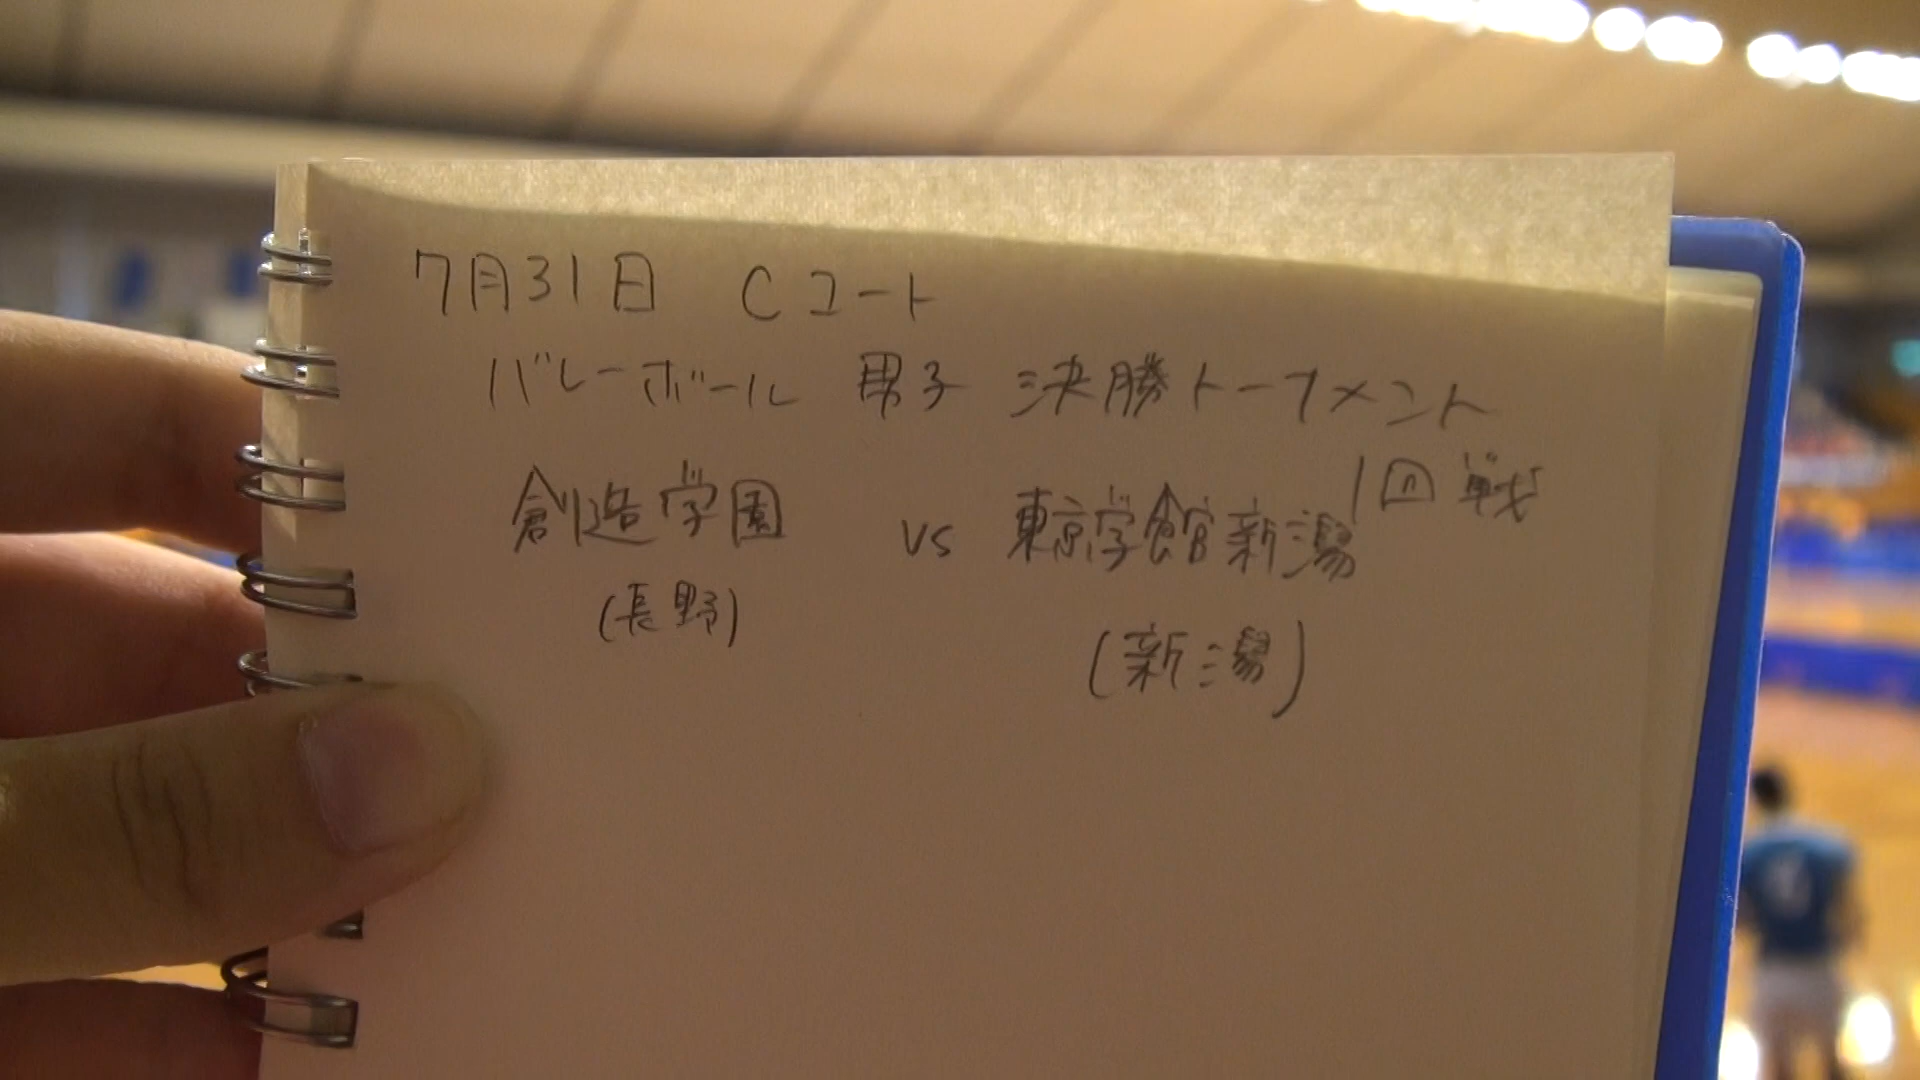 7月31日 Cコート
バレーボール 男子 決勝トーナメント
1回戦
創造学園 vs 東京学館新潟
(長野) (新潟)